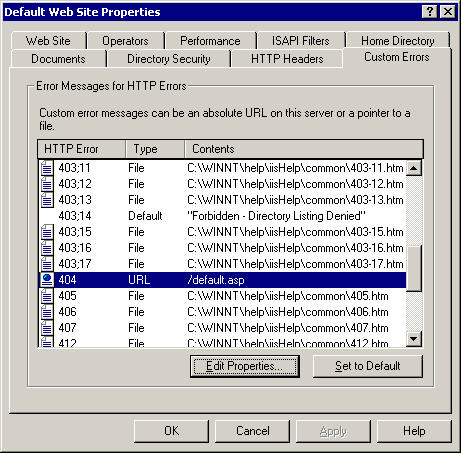 Default Web Site Properties
Web Site Operators Performance ISAPI Filters Home Directory
Documents Directory Security HTTP Headers Custom Errors
Error Messages for HTTP Errors
Custom error messages can be an absolute URL on this server or a pointer to a
file.
HTTP Error Type Contents
403;11 File C:\WINNT\help\iisHelp\common\403-11.htm
403;12 File C:\WINNT\help\iisHelp\common\403-12.htm
403;13 File C:\WINNT\help\iisHelp\common\403-13.htm
403;14 Default "Forbidden - Directory Listing Denied"
403;15 File C:\WINNT\help\iisHelp\common\403-15.htm
403;16 File C:\WINNT\help\iisHelp\common\403-16.htm
403;17 File C:\WINNT\help\iisHelp\common\403-17.htm
404 URL /default.asp
405 File C:\WINNT\help\iisHelp\common\405.htm
406 File C:\WINNT\help\iisHelp\common\406.htm
407 File C:\WINNT\help\iisHelp\common\407.htm
412 File C:\WINNT\help\iisHelp\common\412.htm
Edit Properties... Set to Default
OK Cancel Apply Help